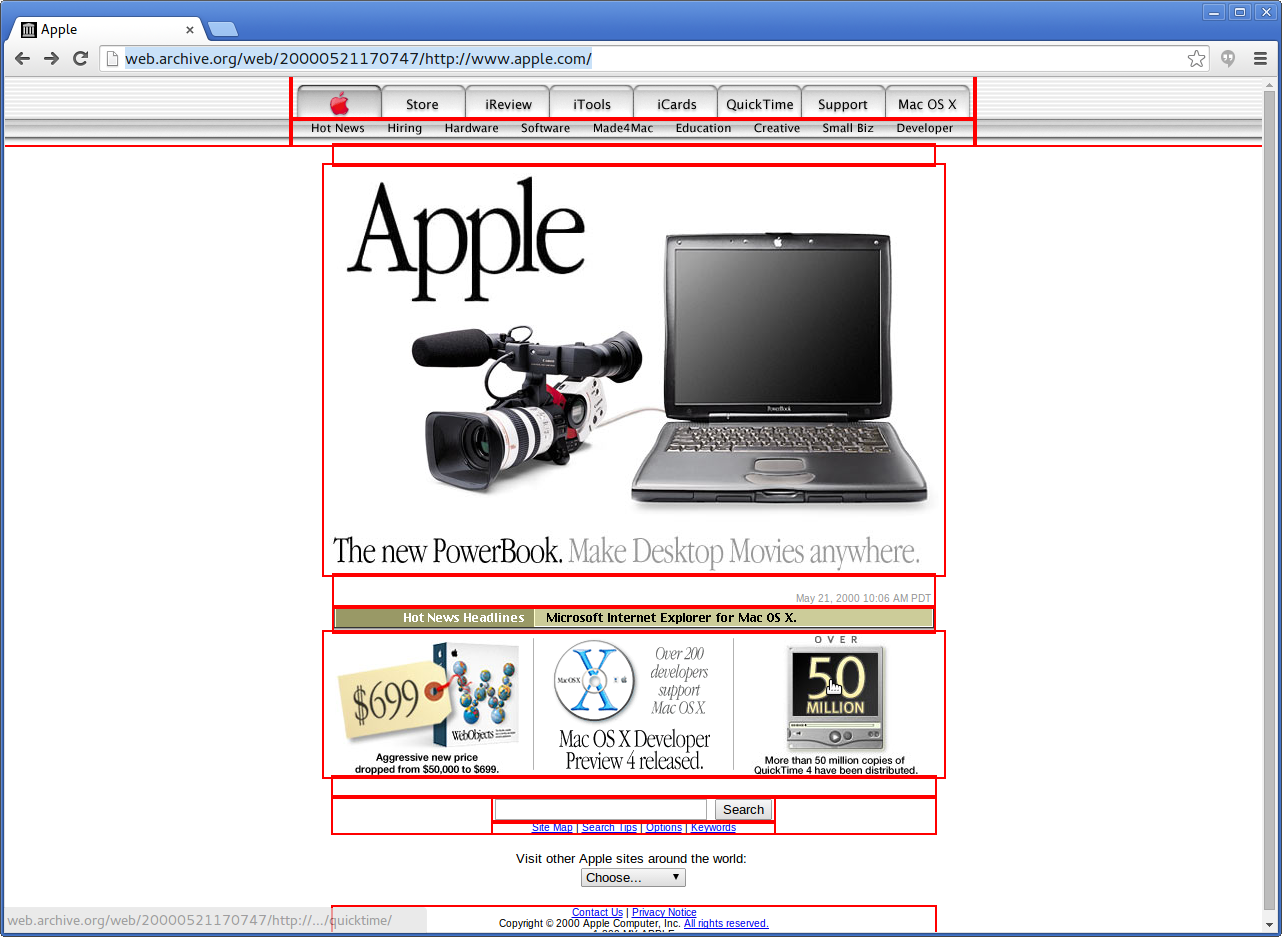 Apple
web.archive.org/web/20000521170747/http://www.apple.com/
Store iReview iTools iCards QuickTime Support Mac OS X
Hot News Hiring Hardware Software Made4Mac Education Creative Small Biz Developer
Apple
Canon
PowerBook
The new PowerBook. Make Desktop Movies anywhere.
May 21, 2000 10:06 AM PDT
Hot News Headlines Microsoft Internet Explorer for Mac OS X.
$699
WebObjects
Aggressive new price
dropped from $50,000 to $699.
Mac OS X
Over 200
developers
support
Mac OS X.
Mac OS X Developer
Preview 4 released.
OVER
50
MILLION
More than 50 million copies of
QuickTime 4 have been distributed.
Search
Site Map | Search Tips | Options | Keywords
Visit other Apple sites around the world:
Choose...
Contact Us | Privacy Notice
Copyright © 2000 Apple Computer, Inc. All rights reserved.
web.archive.org/web/20000521170747/http://.../quicktime/